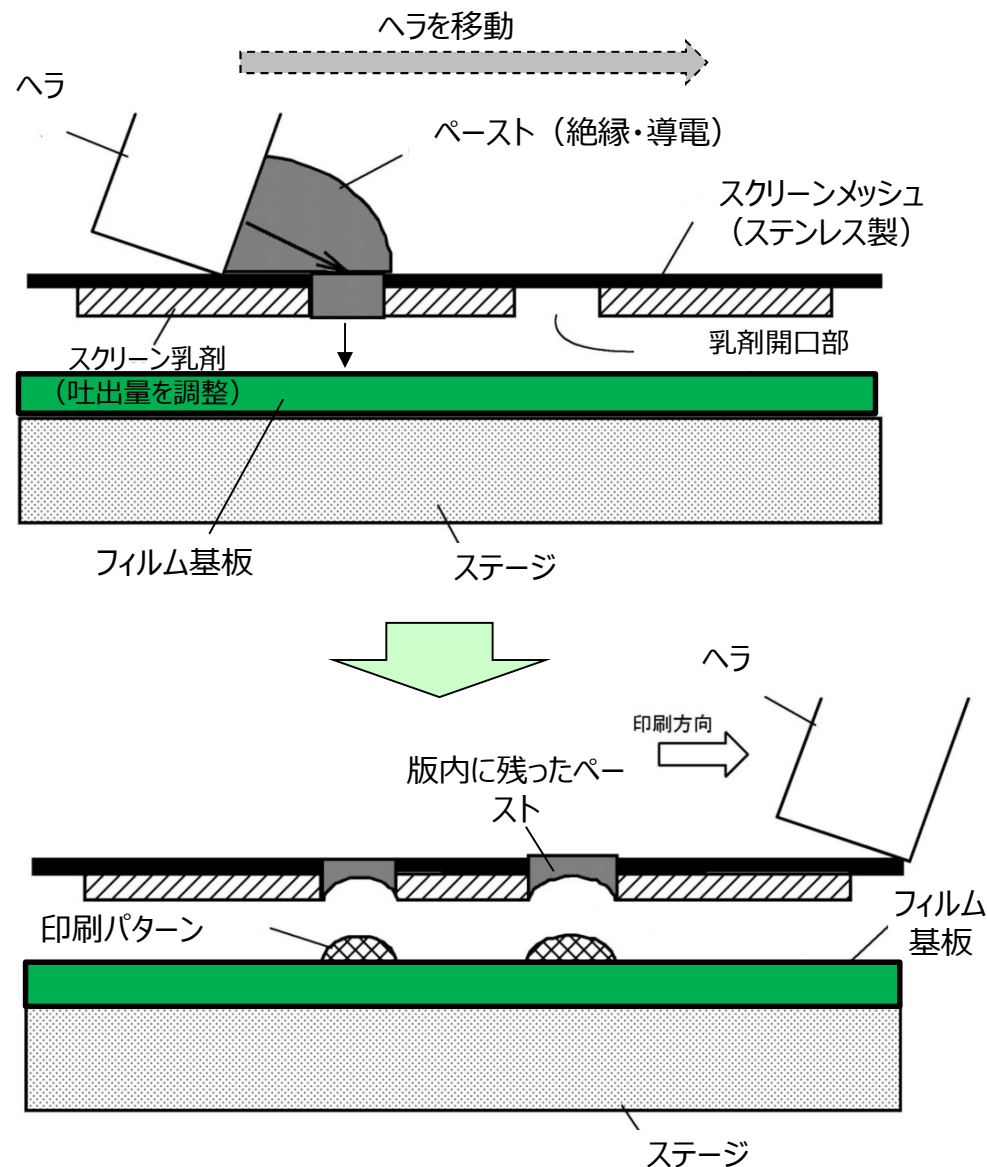 ヘラを移動
ヘラ
ペースト（絶縁・導電）
スクリーンメッシュ
（ステンレス製）
乳剤開口部
スクリーン乳剤
（吐出量を調整）
フィルム基板
ステージ
ヘラ
印刷方向
版内に残ったペー
スト
フィルム
基板
印刷パターン
ステージ